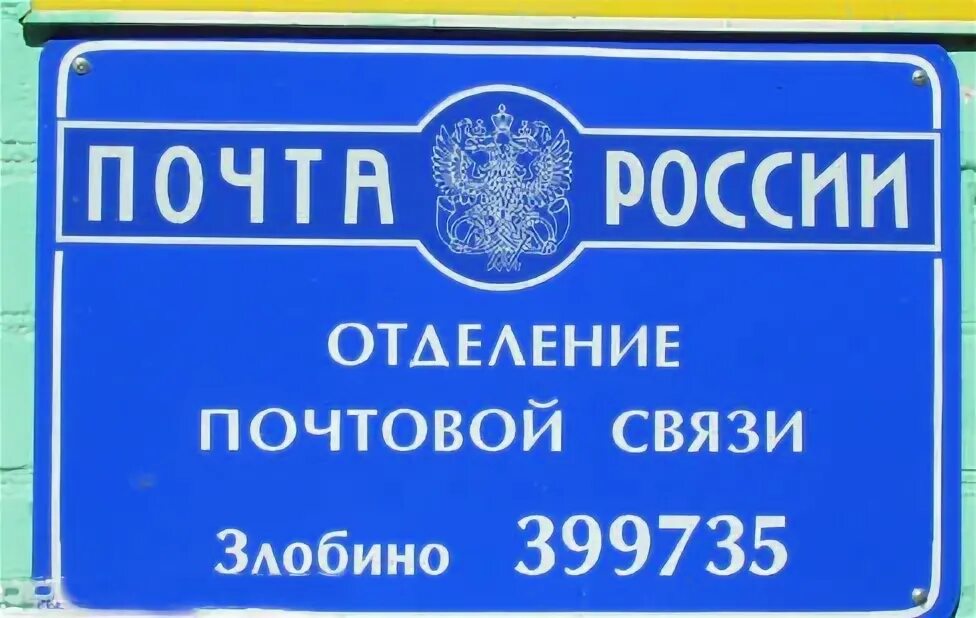 ПОЧТА РОССИИ
ОТДЕЛЕНИЕ
ПОЧТОВОЙ СВЯЗИ
Злобино 399735